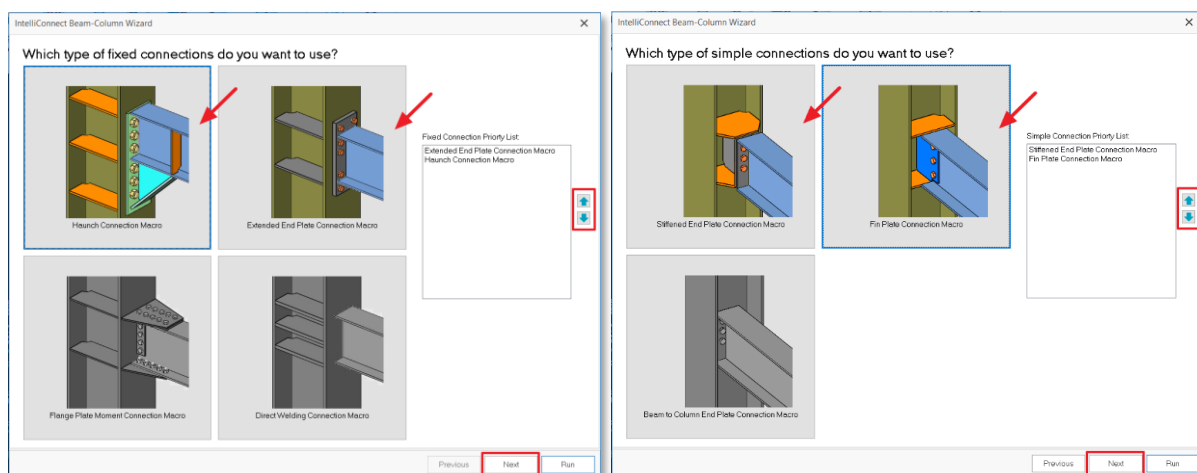 IntelliConnect Beam-Column Wizard
Which type of fixed connections do you want to use?
Haunch Connection Macro
Extended End Plate Connection Macro
Fixed Connection Priorty List:
Extended End Plate Connection Macro
Haunch Connection Macro
Flange Plate Moment Connection Macro
Direct Welding Connection Macro
Previous
Next
Run
IntelliConnect Beam-Column Wizard
Which type of simple connections do you want to use?
Stiffened End Plate Connection Macro
Fin Plate Connection Macro
Simple Connection Priorty List:
Stiffened End Plate Connection Macro
Fin Plate Connection Macro
Beam to Column End Plate Connection Macro
Previous
Next
Run